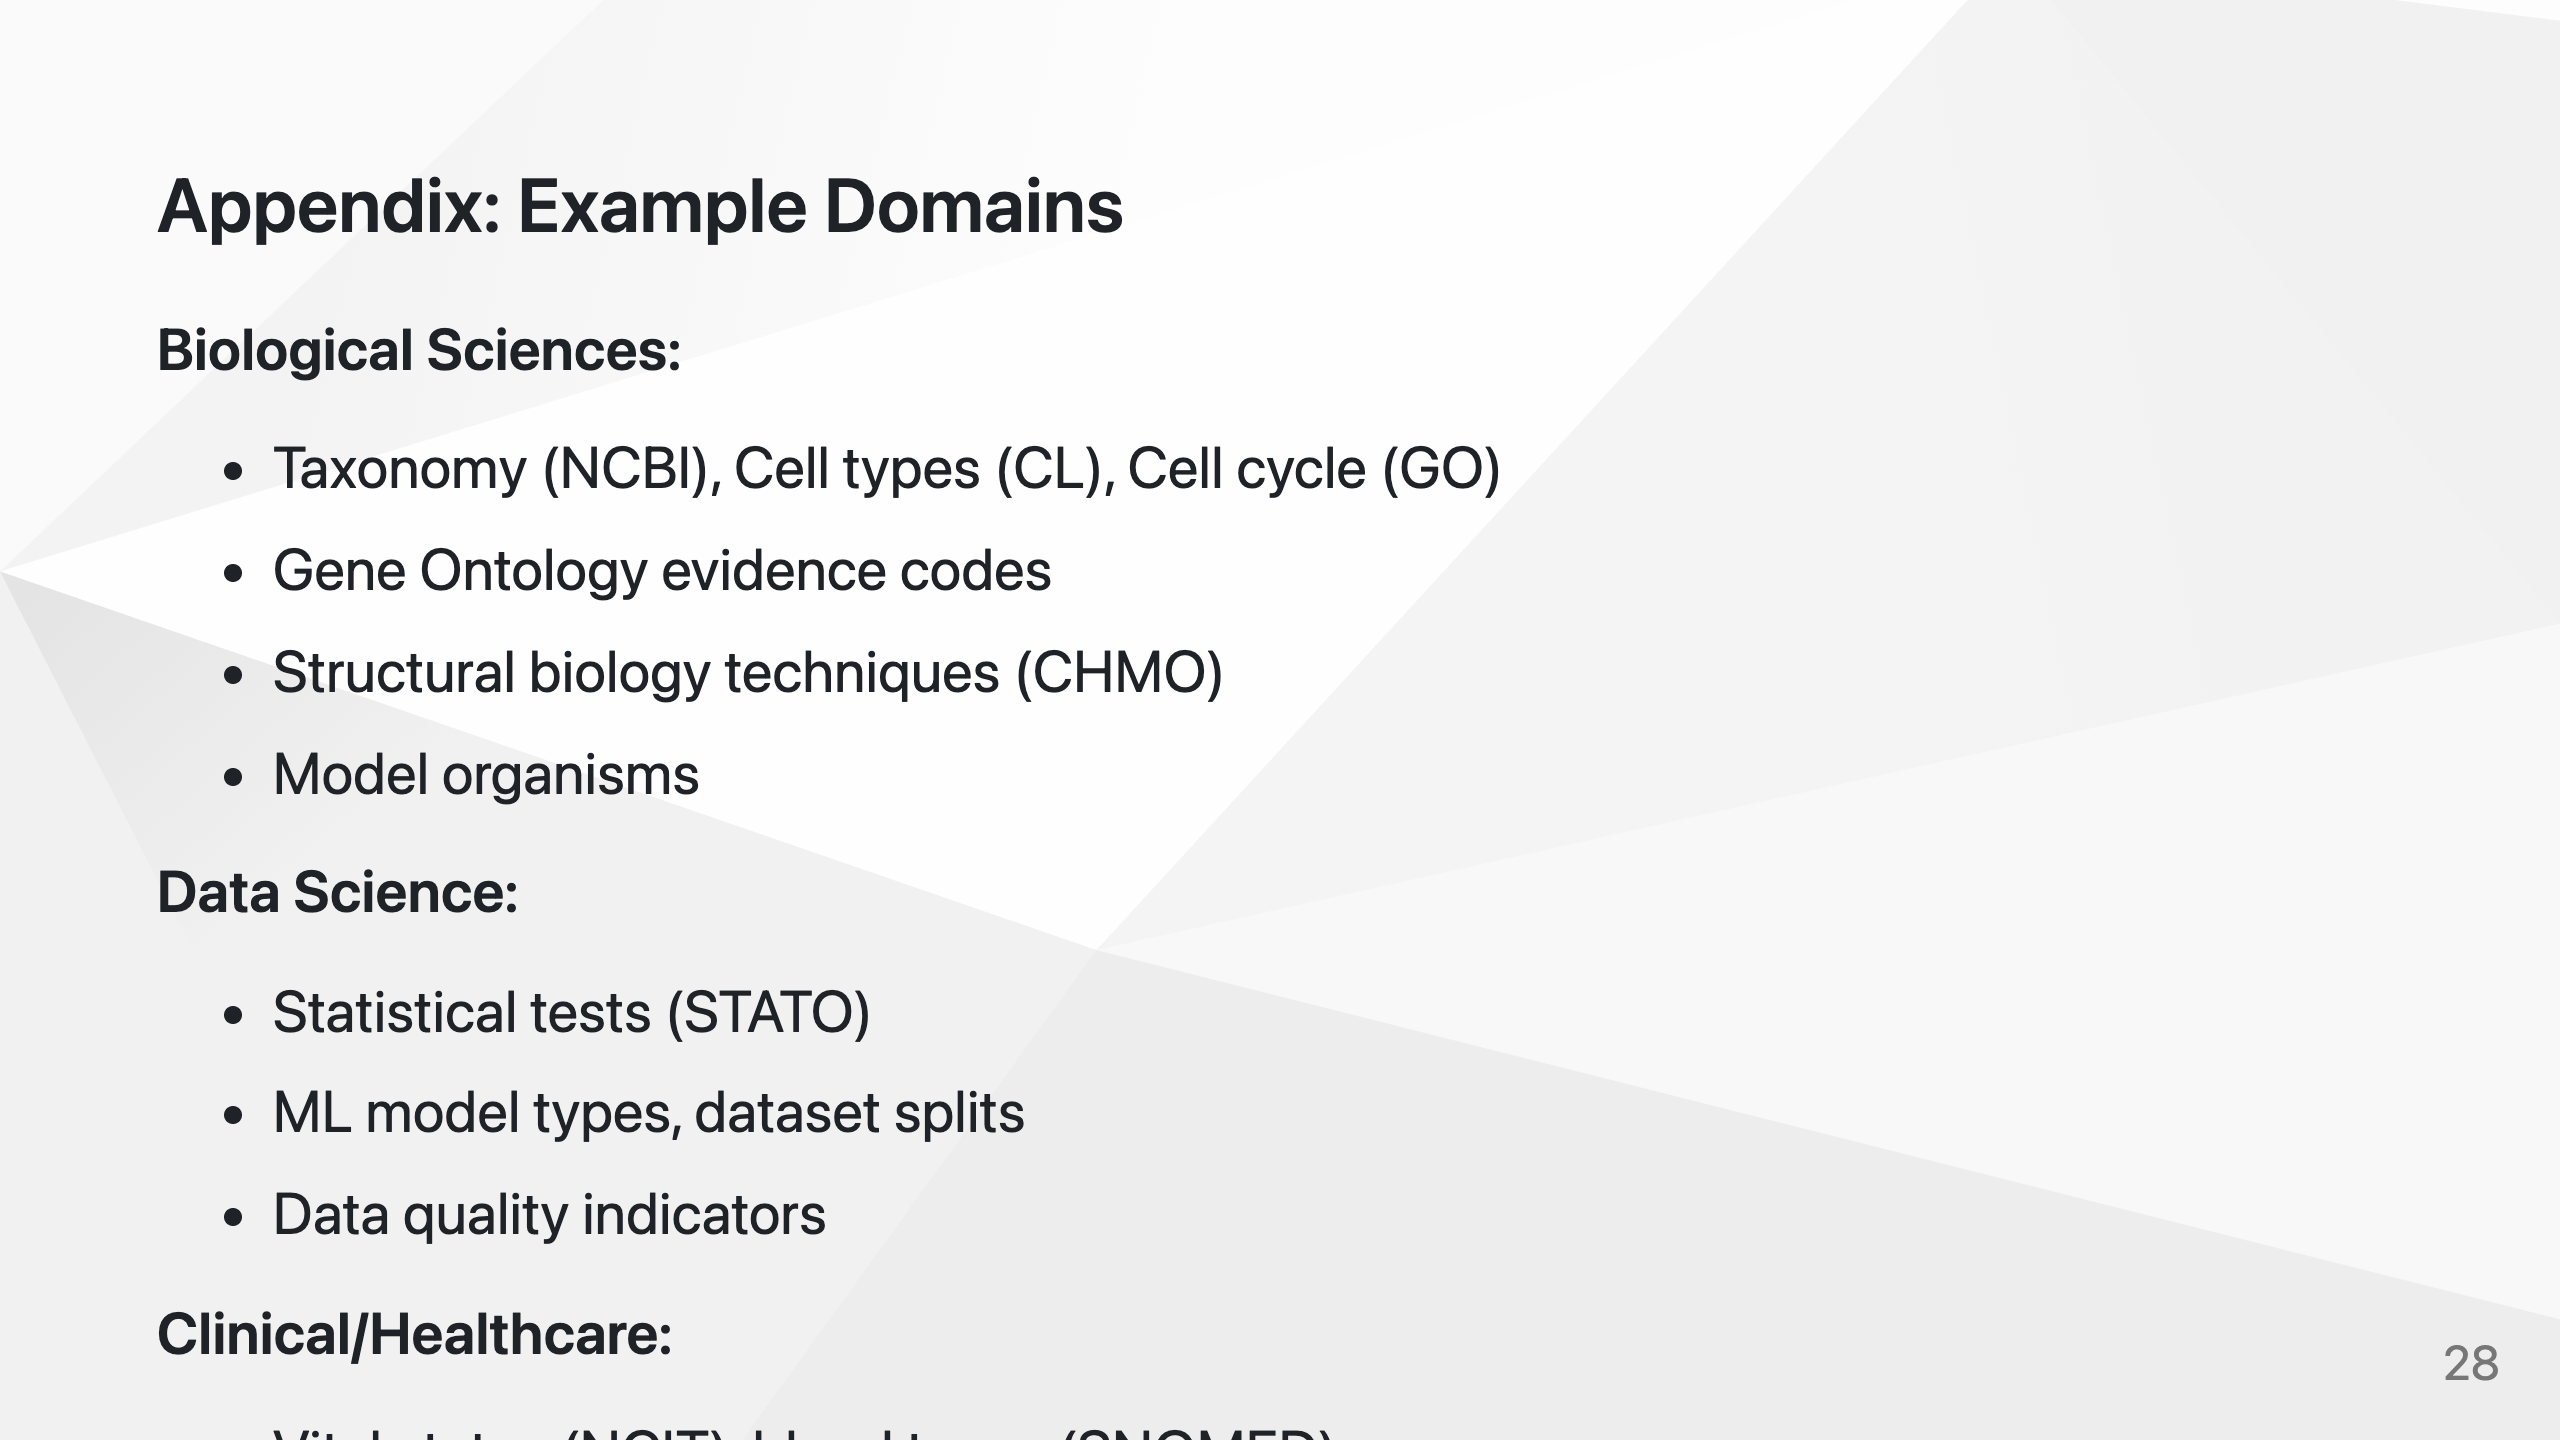 Appendix: Example Domains
Biological Sciences:
• Taxonomy (NCBI), Cell types (CL), Cell cycle (GO)
• Gene Ontology evidence codes
• Structural biology techniques (CHMO)
• Model organisms
Data Science:
• Statistical tests (STATO)
• ML model types, dataset splits
• Data quality indicators
Clinical/Healthcare:
28